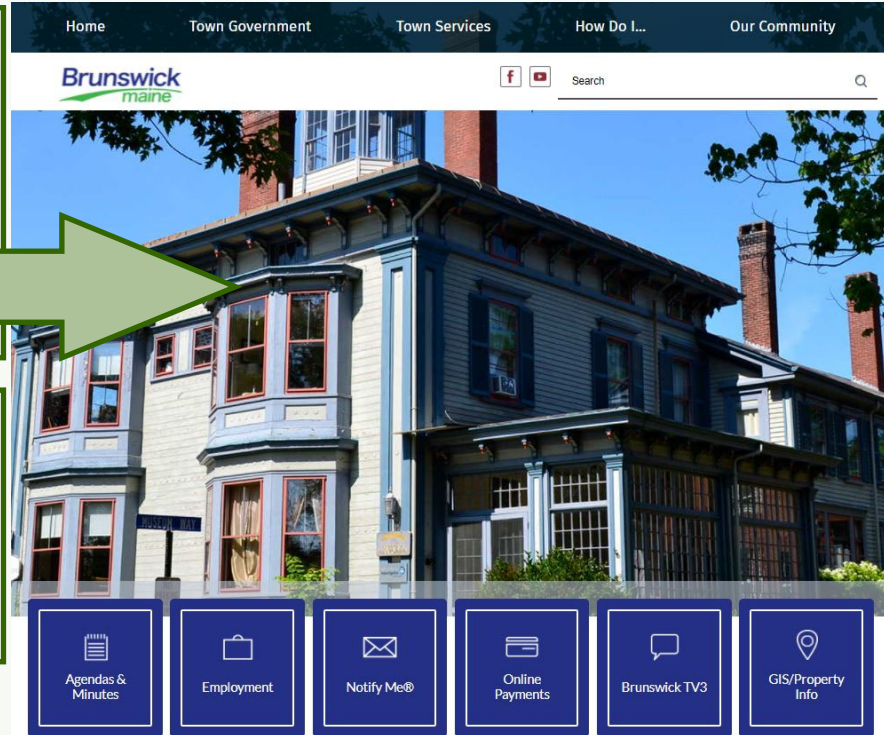 Home Town Government Town Services How Do I... Our Community
Brunswick
maine
f
Search
MUSEUM WAY
Agendas &
Minutes
Employment
Notify Me®
Online
Payments
Brunswick TV3
GIS/Property
Info